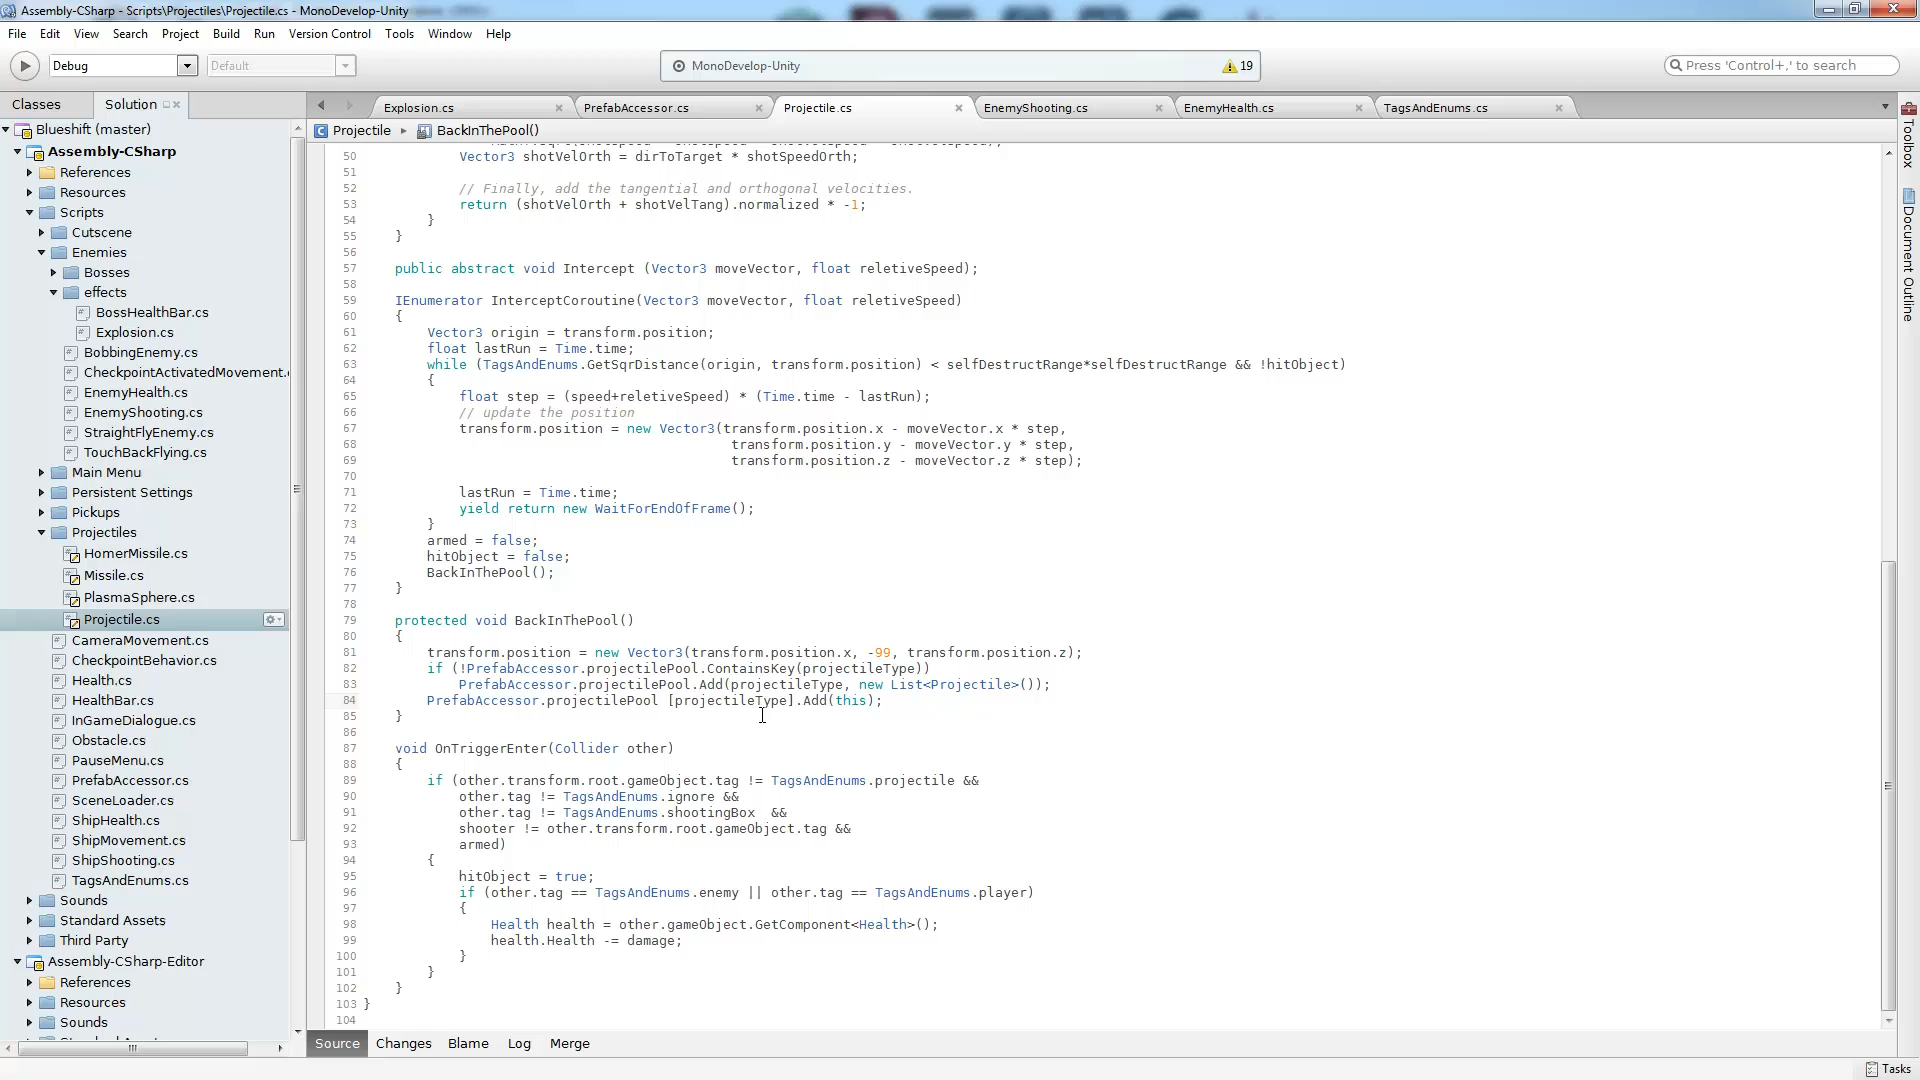 Assembly-CSharp - Scripts\Projectiles\Projectile.cs - MonoDevelop-Unity
File Edit View Search Project Build Run Version Control Tools Window Help
Debug Default MonoDevelop-Unity 19 Press 'Control+,' to search
Classes Solution Explosion.cs PrefabAccessor.cs Projectile.cs EnemyShooting.cs EnemyHealth.cs TagsAndEnums.cs
Projectile BackInThePool()
Blueshift (master)
Assembly-CSharp
References
Resources
Scripts
Cutscene
Enemies
Bosses
effects
BossHealthBar.cs
Explosion.cs
BobbingEnemy.cs
CheckpointActivatedMovement.
EnemyHealth.cs
EnemyShooting.cs
StraightFlyEnemy.cs
TouchBackFlying.cs
Main Menu
Persistent Settings
Pickups
Projectiles
HomerMissile.cs
Missile.cs
PlasmaSphere.cs
Projectile.cs
CameraMovement.cs
CheckpointBehavior.cs
Health.cs
HealthBar.cs
InGameDialogue.cs
Obstacle.cs
PauseMenu.cs
PrefabAccessor.cs
SceneLoader.cs
ShipHealth.cs
ShipMovement.cs
ShipShooting.cs
TagsAndEnums.cs
Sounds
Standard Assets
Third Party
Assembly-CSharp-Editor
References
Resources
Sounds
50 Vector3 shotVelOrth = dirToTarget * shotSpeedOrth;
51
52 // Finally, add the tangential and orthogonal velocities.
53 return (shotVelOrth + shotVelTang).normalized * -1;
54 }
55 }
56
57 public abstract void Intercept (Vector3 moveVector, float reletiveSpeed);
58
59 IEnumerator InterceptCoroutine(Vector3 moveVector, float reletiveSpeed)
60 {
61 Vector3 origin = transform.position;
62 float lastRun = Time.time;
63 while (TagsAndEnums.GetSqrDistance(origin, transform.position) < selfDestructRange*selfDestructRange && !hitObject)
64 {
65 float step = (speed+reletiveSpeed) * (Time.time - lastRun);
66 // update the position
67 transform.position = new Vector3(transform.position.x - moveVector.x * step,
68 transform.position.y - moveVector.y * step,
69 transform.position.z - moveVector.z * step);
70
71 lastRun = Time.time;
72 yield return new WaitForEndOfFrame();
73 }
74 armed = false;
75 hitObject = false;
76 BackInThePool();
77 }
78
79 protected void BackInThePool()
80 {
81 transform.position = new Vector3(transform.position.x, -99, transform.position.z);
82 if (!PrefabAccessor.projectilePool.ContainsKey(projectileType))
83 PrefabAccessor.projectilePool.Add(projectileType, new List<Projectile>());
84 PrefabAccessor.projectilePool [projectileType].Add(this);
85 }
86
87 void OnTriggerEnter(Collider other)
88 {
89 if (other.transform.root.gameObject.tag != TagsAndEnums.projectile &&
90 other.tag != TagsAndEnums.ignore &&
91 other.tag != TagsAndEnums.shootingBox &&
92 shooter != other.transform.root.gameObject.tag &&
93 armed)
94 {
95 hitObject = true;
96 if (other.tag == TagsAndEnums.enemy || other.tag == TagsAndEnums.player)
97 {
98 Health health = other.gameObject.GetComponent<Health>();
99 health.Health -= damage;
100 }
101 }
102 }
103 }
104
Toolbox
Document Outline
Source Changes Blame Log Merge
Tasks